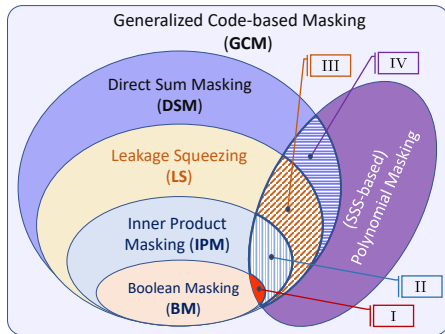 Generalized Code-based Masking
(GCM)
III
IV
Direct Sum Masking
(DSM)
Leakage Squeezing
(LS)
(SSS-based)
Polynomial Masking
Inner Product
Masking (IPM)
Boolean Masking
(BM)
II
I